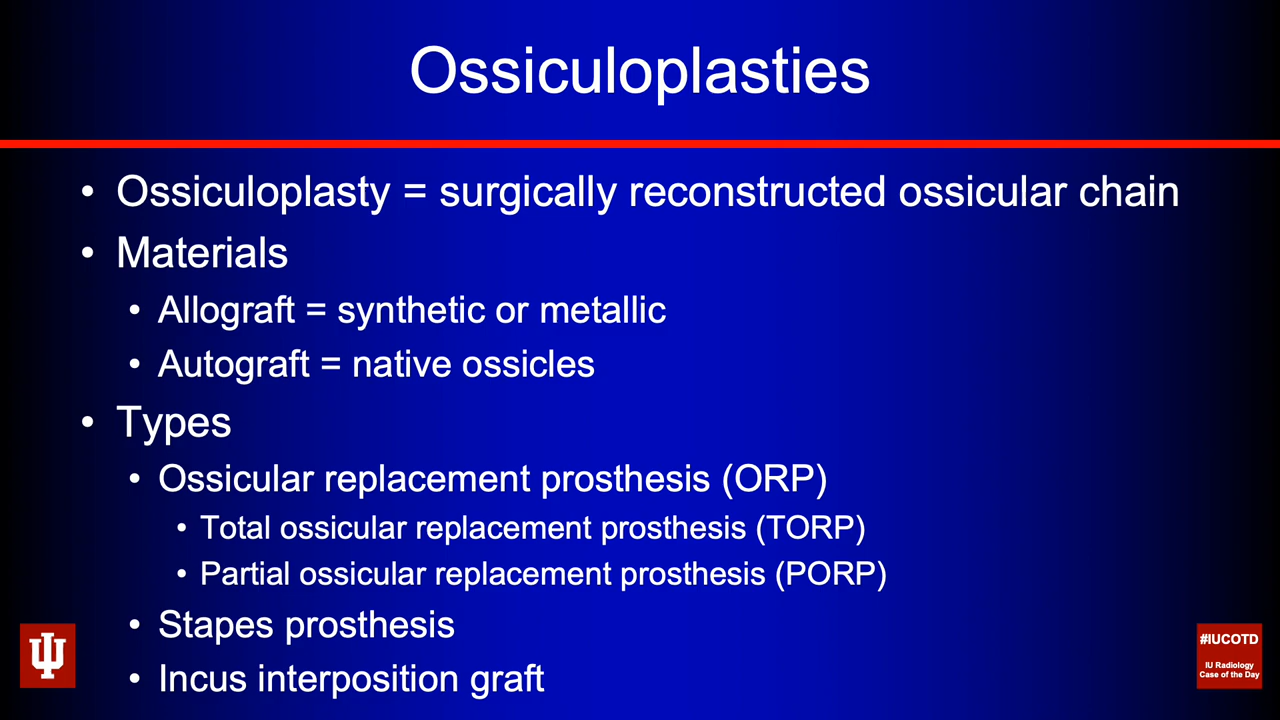 Ossiculoplasties
• Ossiculoplasty = surgically reconstructed ossicular chain
• Materials
• Allograft = synthetic or metallic
• Autograft = native ossicles
• Types
• Ossicular replacement prosthesis (ORP)
• Total ossicular replacement prosthesis (TORP)
• Partial ossicular replacement prosthesis (PORP)
• Stapes prosthesis
• Incus interposition graft
#IUCOTD
IU Radiology
Case of the Day